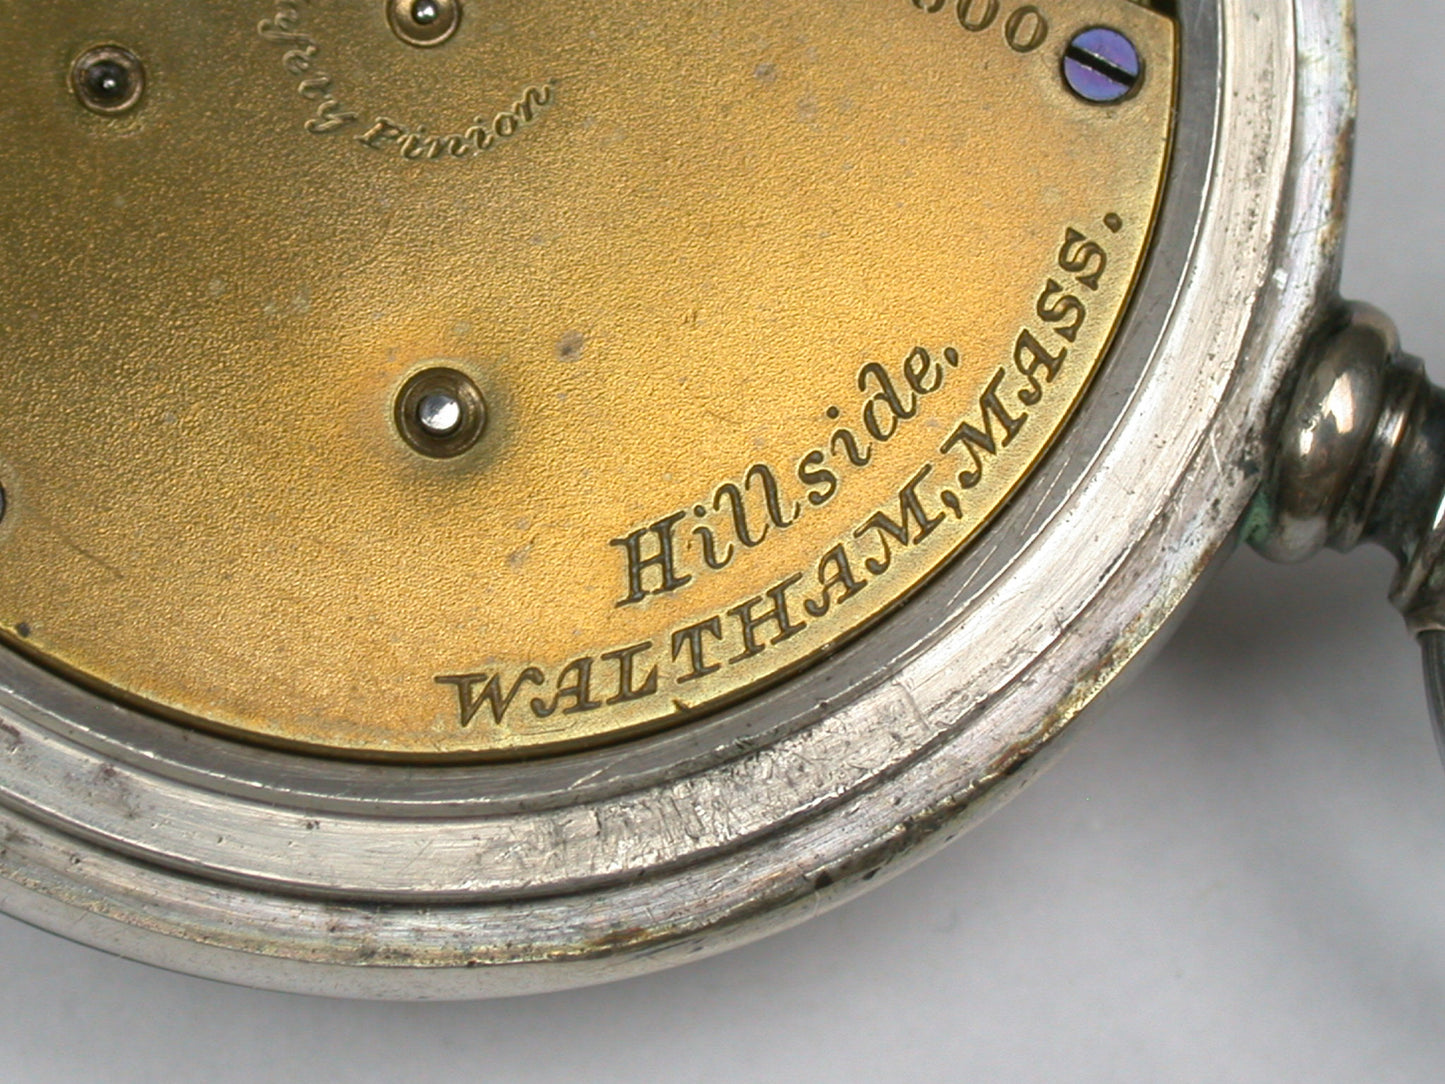 Pinion
Hillside.
WALTHAM, MASS.